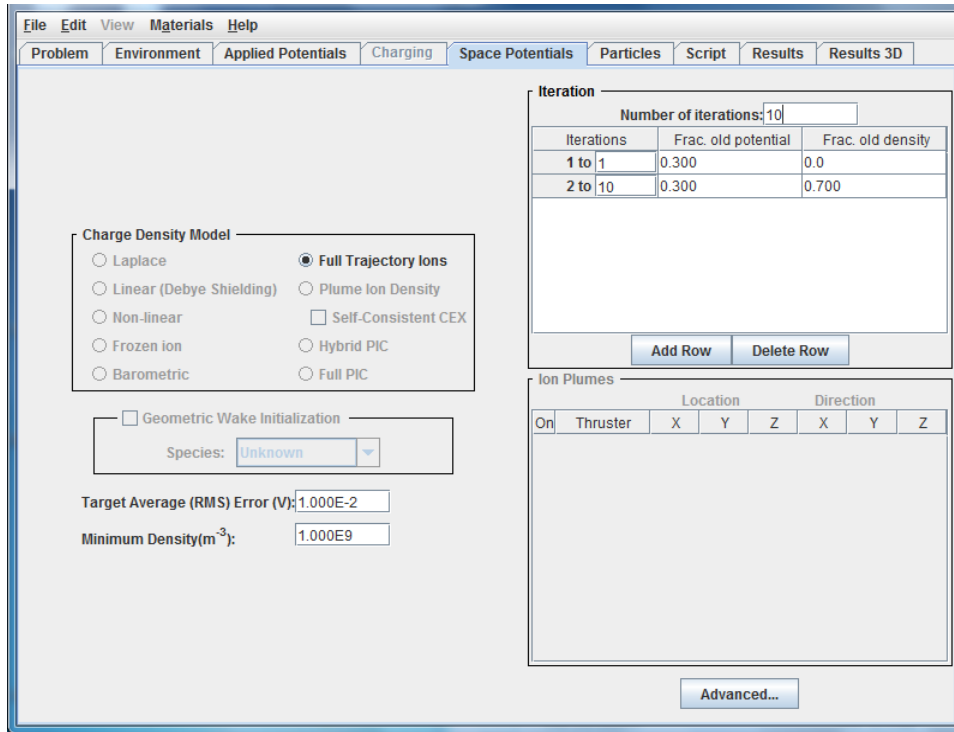 File Edit View Materials Help
Problem Environment Applied Potentials Charging Space Potentials Particles Script Results Results 3D
Charge Density Model
Laplace Full Trajectory Ions
Linear (Debye Shielding) Plume Ion Density
Non-linear Self-Consistent CEX
Frozen ion Hybrid PIC
Barometric Full PIC
Geometric Wake Initialization
Species: Unknown
Target Average (RMS) Error (V): 1.000E-2
Minimum Density(m⁻³): 1.000E9
Iteration
Number of iterations: 10
Iterations Frac. old potential Frac. old density
1 to 1 0.300 0.0
2 to 10 0.300 0.700
Add Row Delete Row
Ion Plumes
Location Direction
On Thruster X Y Z X Y Z
Advanced...